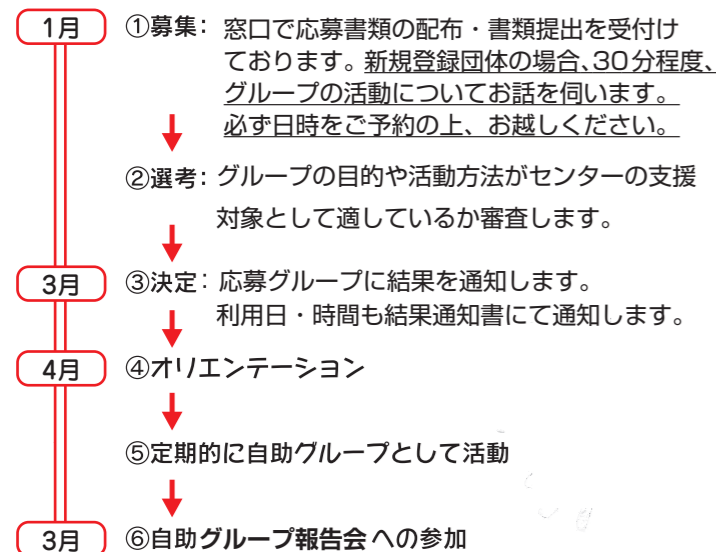 1月 ①募集: 窓口で応募書類の配布・書類提出を受付け
ております。新規登録団体の場合、30分程度、
グループの活動についてお話を伺います。
必ず日時をご予約の上、お越しください。
②選考: グループの目的や活動方法がセンターの支援
対象として適しているか審査します。
3月 ③決定: 応募グループに結果を通知します。
利用日・時間も結果通知書にて通知します。
4月 ④オリエンテーション
⑤定期的に自助グループとして活動
3月 ⑥自助グループ報告会への参加